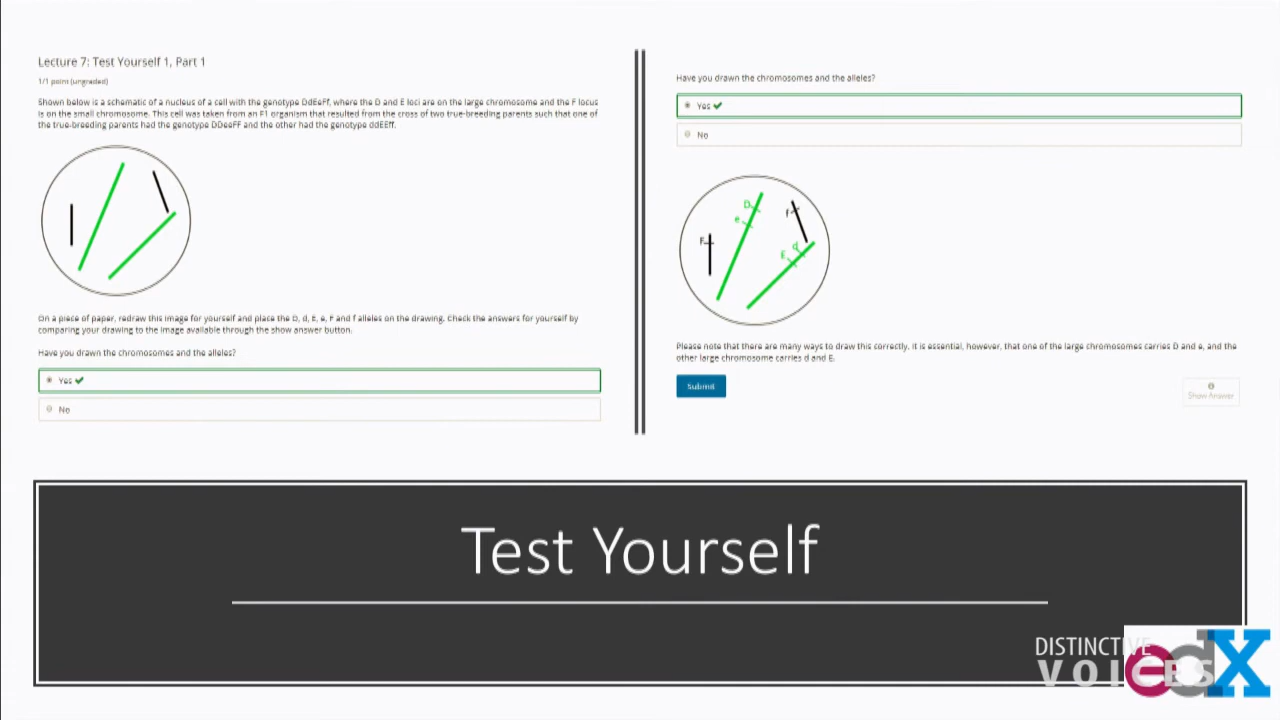 Lecture 7: Test Yourself 1, Part 1
1/1 point (ungraded)
Shown below is a schematic of a nucleus of a cell with the genotype DdEeFf, where the D and E loci are on the large chromosome and the F locus
is on the small chromosome. This cell was taken from an F1 organism that resulted from the cross of two true-breeding parents such that one of
the true-breeding parents had the genotype DDeeFF and the other had the genotype ddEEff.
On a piece of paper, redraw this image for yourself and place the D, d, E, e, F and f alleles on the drawing. Check the answers for yourself by
comparing your drawing to the image available through the show answer button.
Have you drawn the chromosomes and the alleles?
Yes
No
Have you drawn the chromosomes and the alleles?
Yes
No
D
e
F
f
d
E
Please note that there are many ways to draw this correctly. It is essential, however, that one of the large chromosomes carries D and e, and the
other large chromosome carries d and E.
Submit
Show Answer
Test Yourself
DISTINCTIVE
VOICES
edX